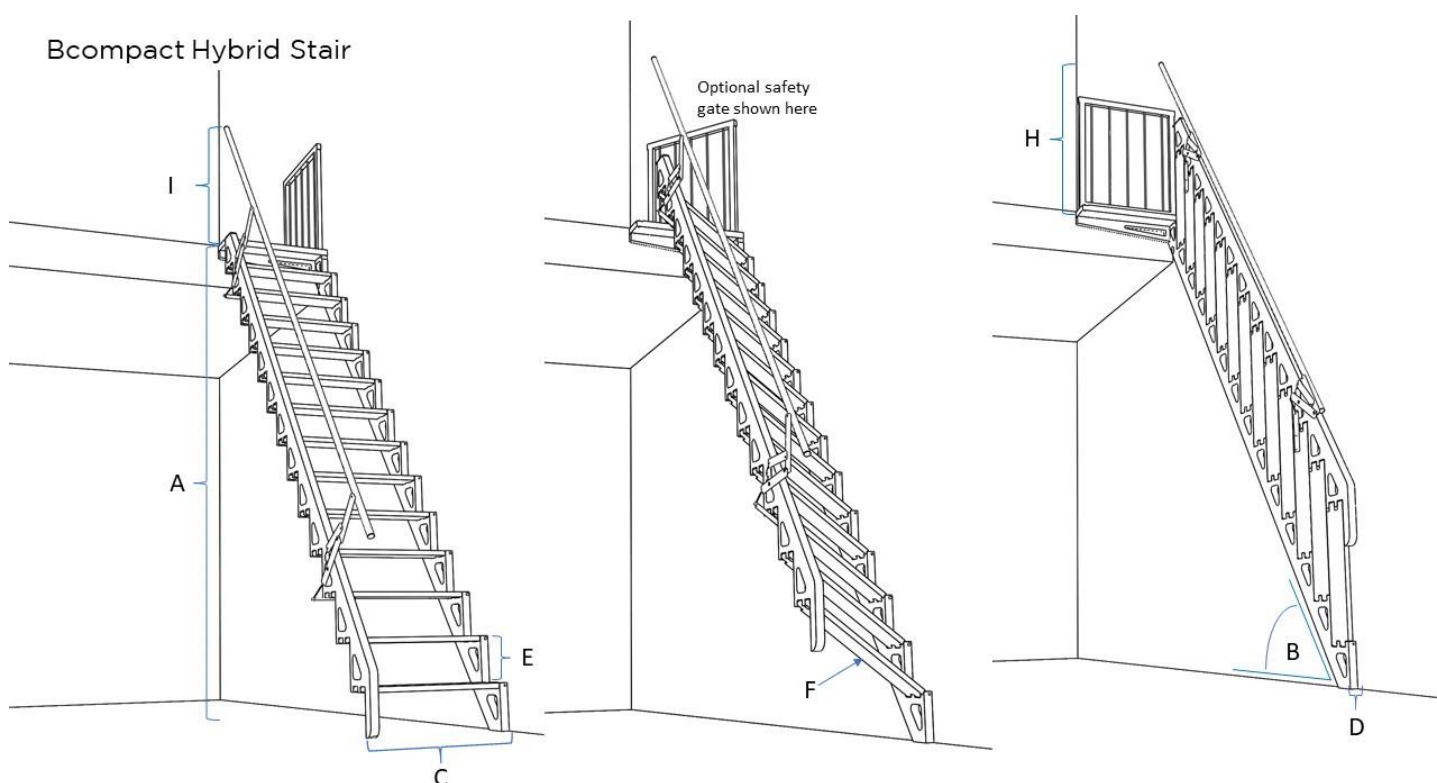 Bcompact Hybrid Stair
Optional safety
gate shown here
I
A
E
C
F
H
B
D